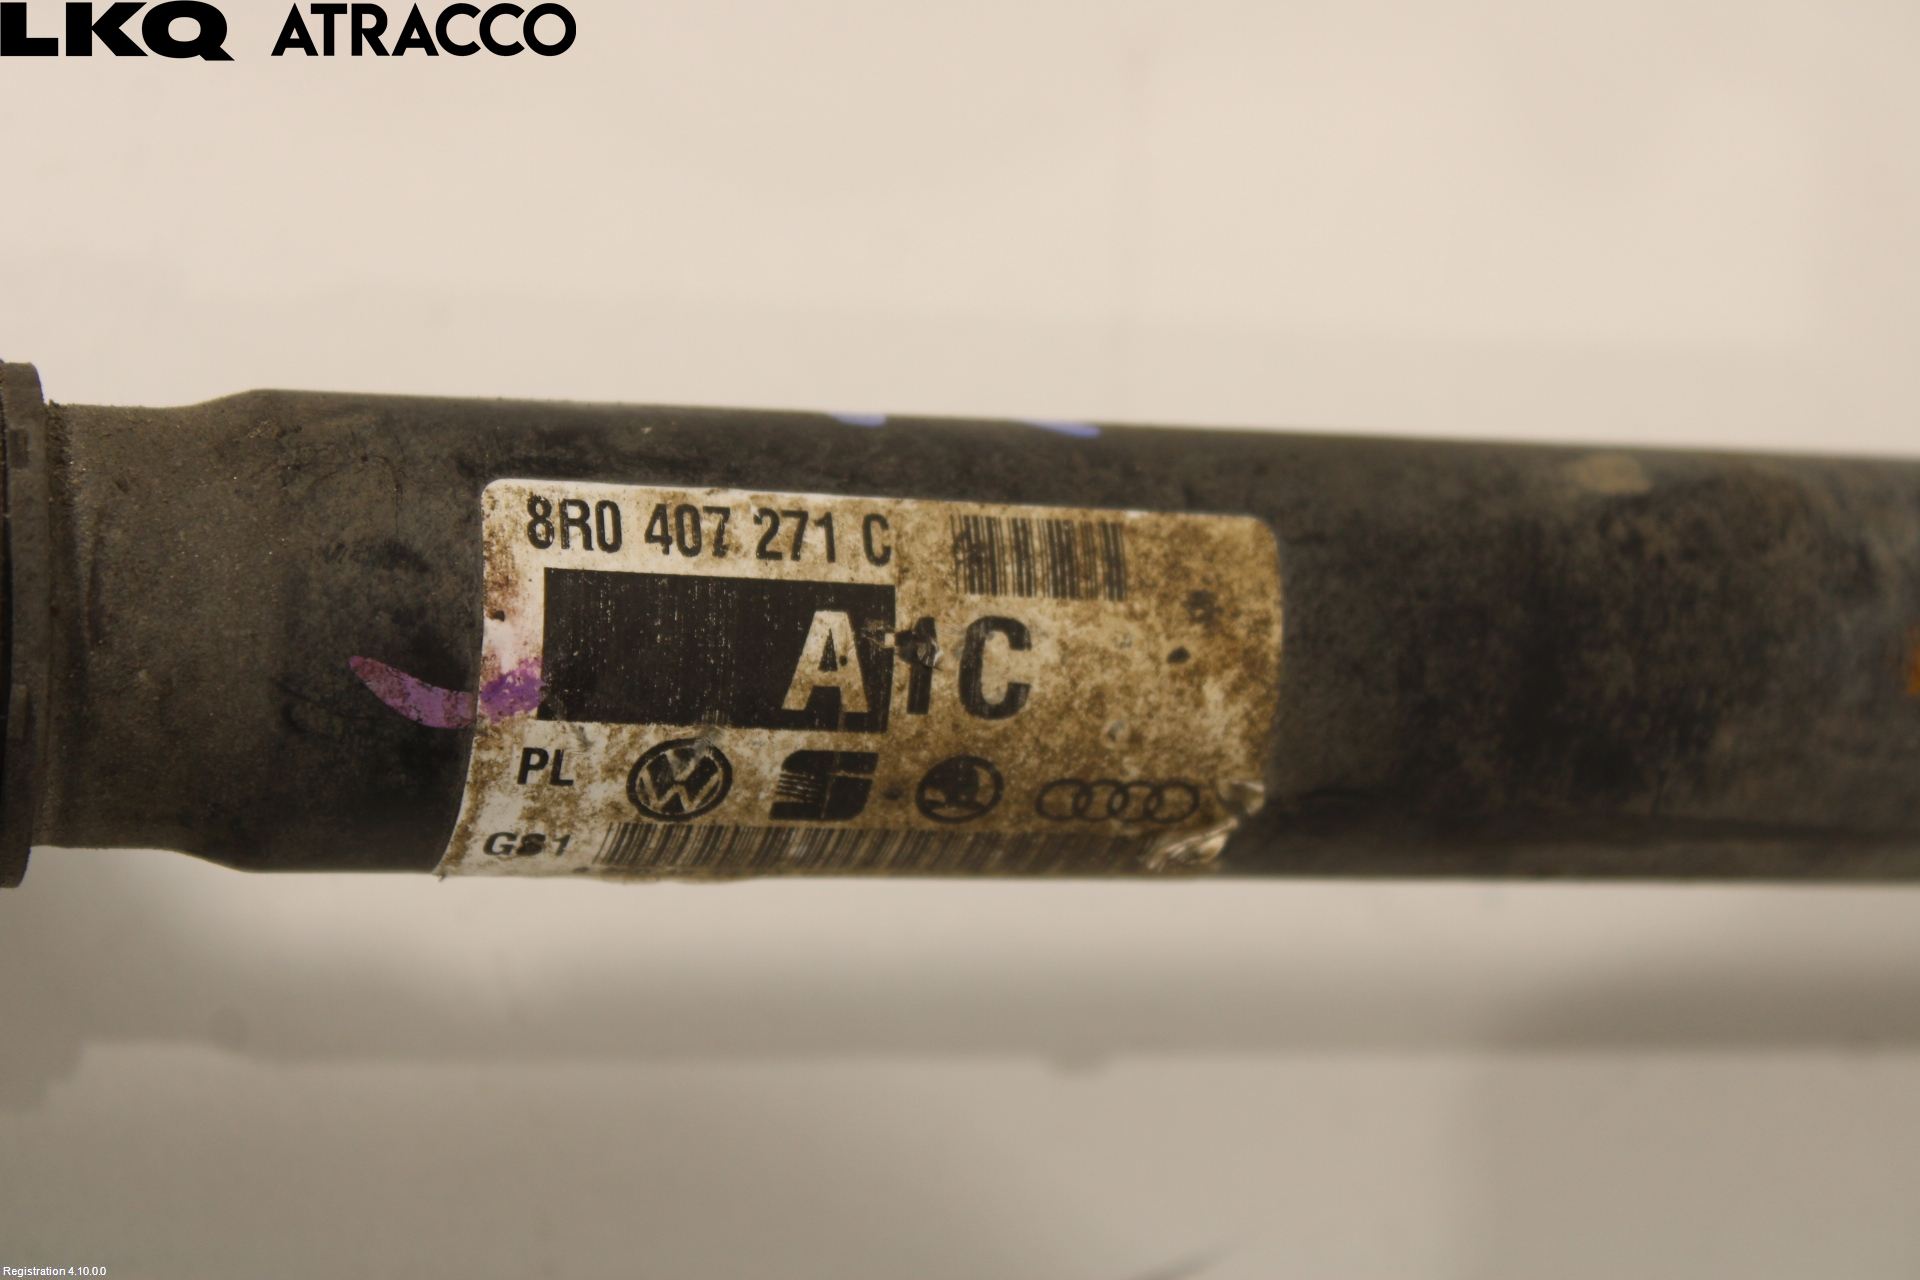 LKQ ATRACCO
8R0 407 271 C
A1C
PL
GS1
Registration 4.10.0.0